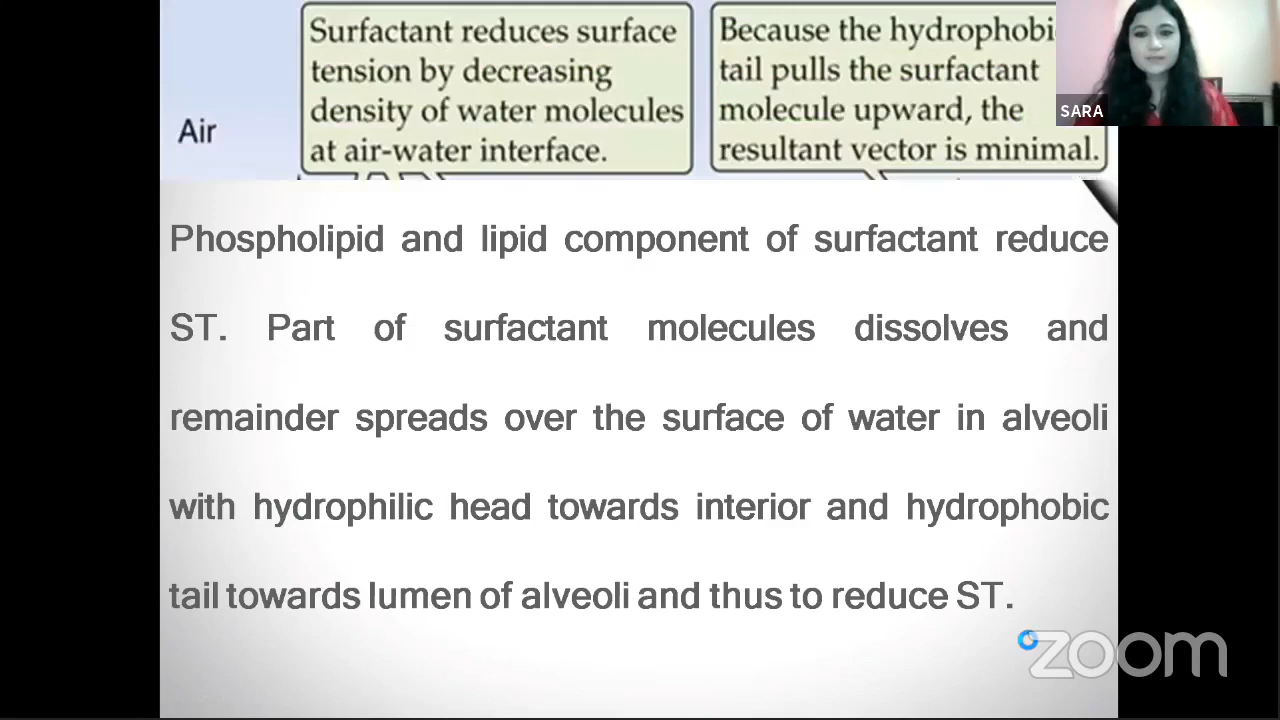 Surfactant reduces surface
tension by decreasing
density of water molecules
at air-water interface.
Because the hydrophobi
tail pulls the surfactant
molecule upward, the
resultant vector is minimal.
Air
SARA
Phospholipid and lipid component of surfactant reduce
ST. Part of surfactant molecules dissolves and
remainder spreads over the surface of water in alveoli
with hydrophilic head towards interior and hydrophobic
tail towards lumen of alveoli and thus to reduce ST.
zoom